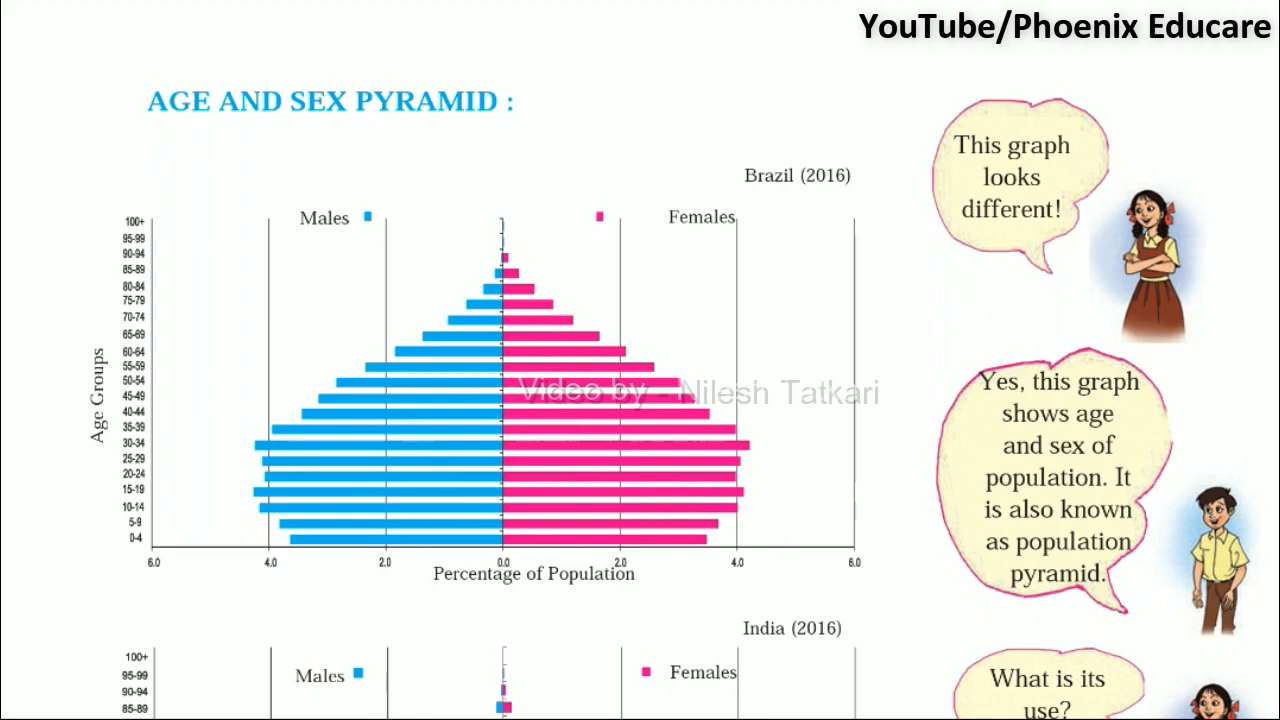 YouTube/Phoenix Educare
AGE AND SEX PYRAMID :
Brazil (2016)
Males
Females
Age Groups
100+
95-99
90-94
85-89
80-84
75-79
70-74
65-69
60-64
55-59
50-54
45-49
40-44
35-39
30-34
25-29
20-24
15-19
10-14
5-9
0-4
6.0 4.0 2.0 0.0 2.0 4.0 6.0
Percentage of Population
Video by - Nilesh Tatkari
This graph
looks
different!
Yes, this graph
shows age
and sex of
population. It
is also known
as population
pyramid.
India (2016)
Males
Females
100+
95-99
90-94
85-89
What is its
use?